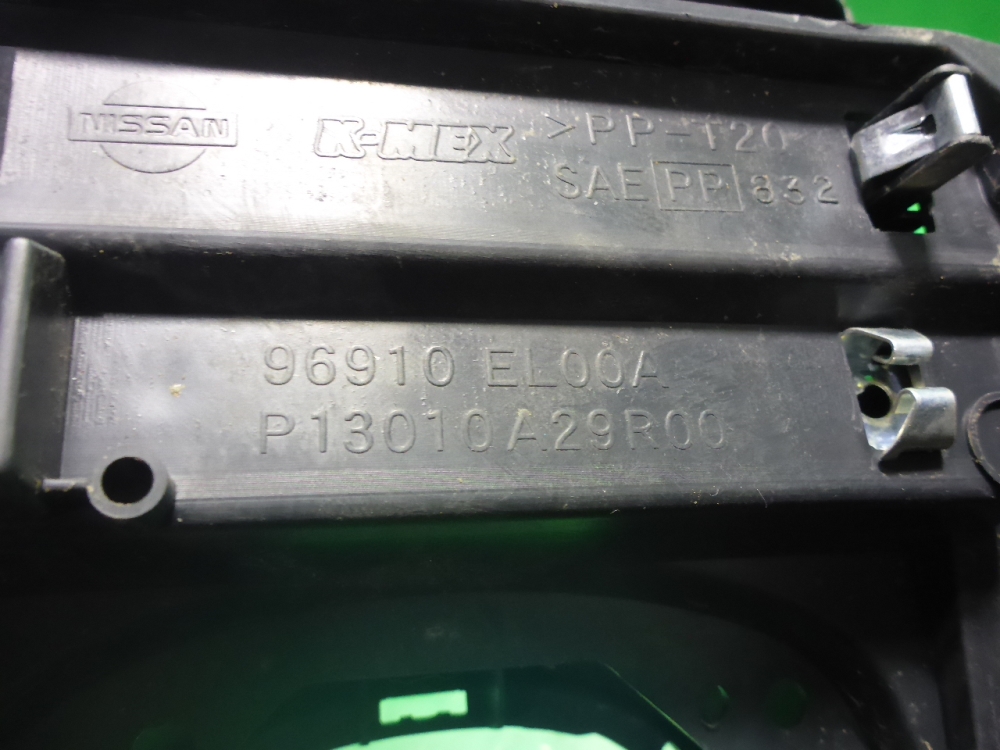 NISSAN K-MEX >PP-T20
SAE PP 832
96910 EL00A
P13010A29R00